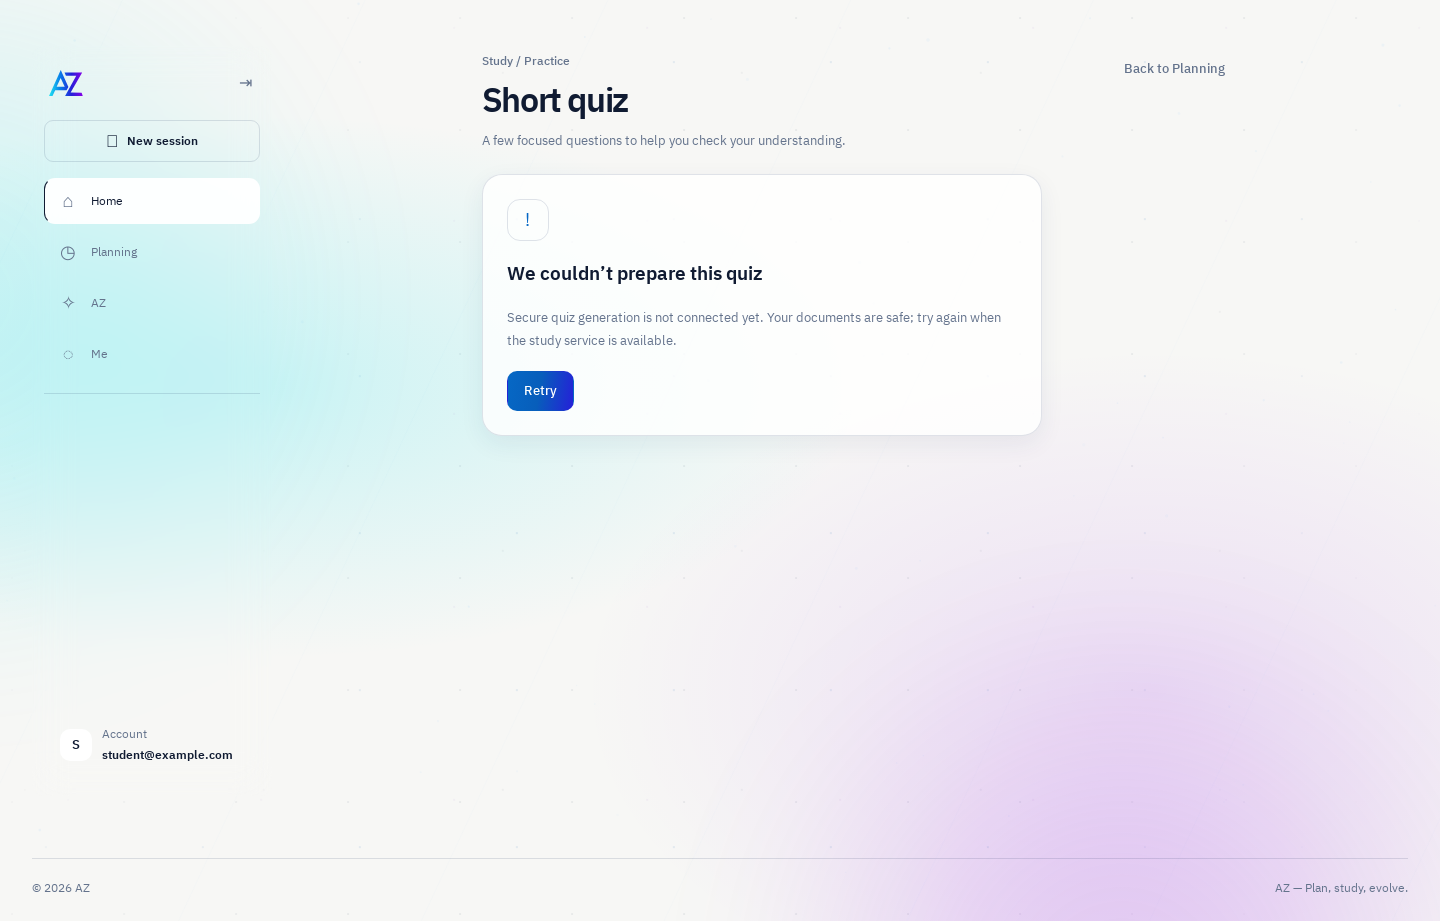 AZ
New session
Home
Planning
AZ
Me
Account
S
student@example.com
Study / Practice
Short quiz
A few focused questions to help you check your understanding.
Back to Planning
!
We couldn’t prepare this quiz
Secure quiz generation is not connected yet. Your documents are safe; try again when
the study service is available.
Retry
© 2026 AZ
AZ — Plan, study, evolve.